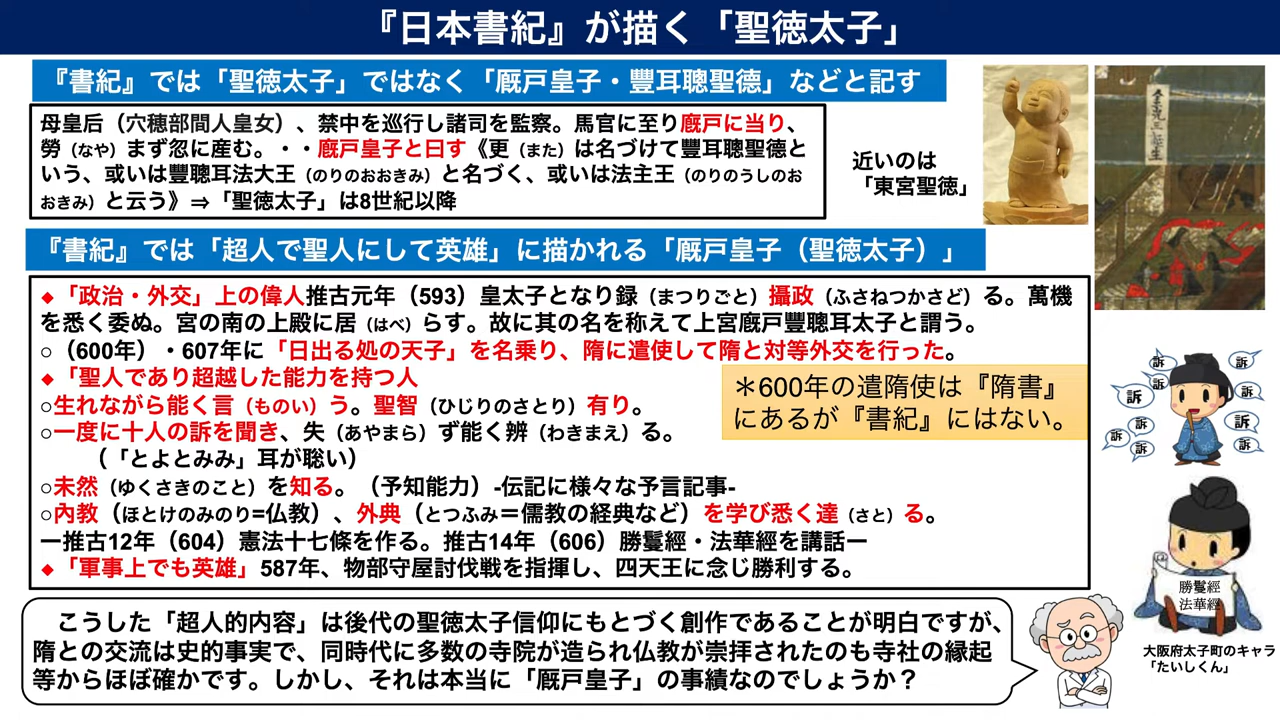 『日本書紀』が描く「聖徳太子」
『書紀』では「聖徳太子」ではなく「厩戸皇子・豐耳聰聖德」などと記す
母皇后（穴穂部間人皇女）、禁中を巡行し諸司を監察。馬官に至り廐戸に当り、
勞（なや）まず忽に産む。・・廐戸皇子と曰す《更（また）は名づけて豐耳聰聖德と
いう、或いは豐聰耳法大王（のりのおおきみ）と名づく、或いは法主王（のりのうしのお
おきみ）と云う》⇒「聖徳太子」は8世紀以降
近いのは
「東宮聖徳」
『書紀』では「超人で聖人にして英雄」に描かれる「厩戸皇子（聖徳太子）」
◆「政治・外交」上の偉人推古元年（593）皇太子となり録（まつりごと）攝政（ふさねつかさど）る。萬機
を悉く委ぬ。宮の南の上殿に居（はべ）らす。故に其の名を称えて上宮廐戸豐聰耳太子と謂う。
○（600年）・607年に「日出る処の天子」を名乗り、隋に遣使して隋と対等外交を行った。
◆「聖人であり超越した能力を持つ人
○生れながら能く言（ものい）う。聖智（ひじりのさとり）有り。
○一度に十人の訴を聞き、失（あやまら）ず能く辨（わきまえ）る。
（「とよとみみ」耳が聡い）
○未然（ゆくさきのこと）を知る。（予知能力）-伝記に様々な予言記事-
○内教（ほとけのみのり=仏教）、外典（とつふみ＝儒教の経典など）を学び悉く達（さと）る。
ー推古12年（604）憲法十七條を作る。推古14年（606）勝鬘經・法華經を講話ー
◆「軍事上でも英雄」587年、物部守屋討伐戦を指揮し、四天王に念じ勝利する。
＊600年の遣隋使は『隋書』
にあるが『書紀』にはない。
訴
訴
訴
訴
訴
訴
訴
訴
訴
訴
勝鬘經
法華經
大阪府太子町のキャラ
「たいしくん」
こうした「超人的内容」は後代の聖徳太子信仰にもとづく創作であることが明白ですが、
隋との交流は史的事実で、同時代に多数の寺院が造られ仏教が崇拝されたのも寺社の縁起
等からほぼ確かです。しかし、それは本当に「厩戸皇子」の事績なのでしょうか？